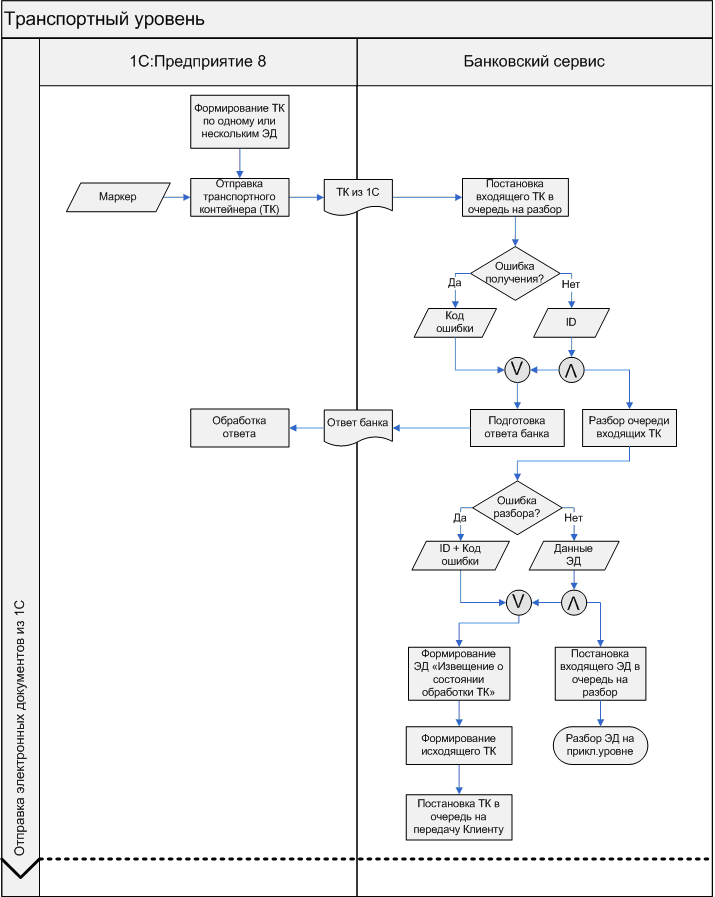 Транспортный уровень
1С:Предприятие 8
Банковский сервис
Отправка электронных документов из 1С
Формирование ТК
по одному или
нескольким ЭД
Маркер
Отправка
транспортного
контейнера (ТК)
ТК из 1С
Постановка
входящего ТК в
очередь на разбор
Ошибка
получения?
Да
Нет
Код
ошибки
ID
V
Λ
Обработка
ответа
Ответ банка
Подготовка
ответа банка
Разбор очереди
входящих ТК
Ошибка
разбора?
Да
Нет
ID + Код
ошибки
Данные
ЭД
V
Λ
Формирование
ЭД «Извещение о
состоянии
обработки ТК»
Постановка
входящего ЭД в
очередь на
разбор
Формирование
исходящего ТК
Разбор ЭД на
прикл.уровне
Постановка ТК в
очередь на
передачу Клиенту